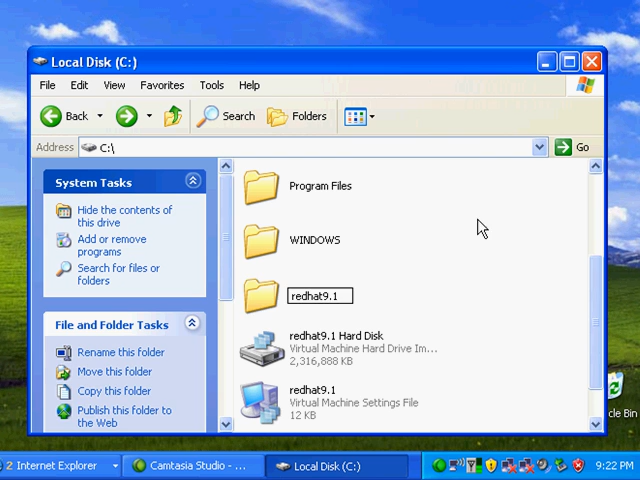 Local Disk (C:)
File Edit View Favorites Tools Help
Back Search Folders
Address C:\ Go
System Tasks
Hide the contents of
this drive
Add or remove
programs
Search for files or
folders
File and Folder Tasks
Rename this folder
Move this folder
Copy this folder
Publish this folder to
the Web
Program Files
WINDOWS
redhat9.1
redhat9.1 Hard Disk
Virtual Machine Hard Drive Im...
2,316,888 KB
redhat9.1
Virtual Machine Settings File
12 KB
cle Bin
2 Internet Explorer Camtasia Studio - ... Local Disk (C:) 9:22 PM